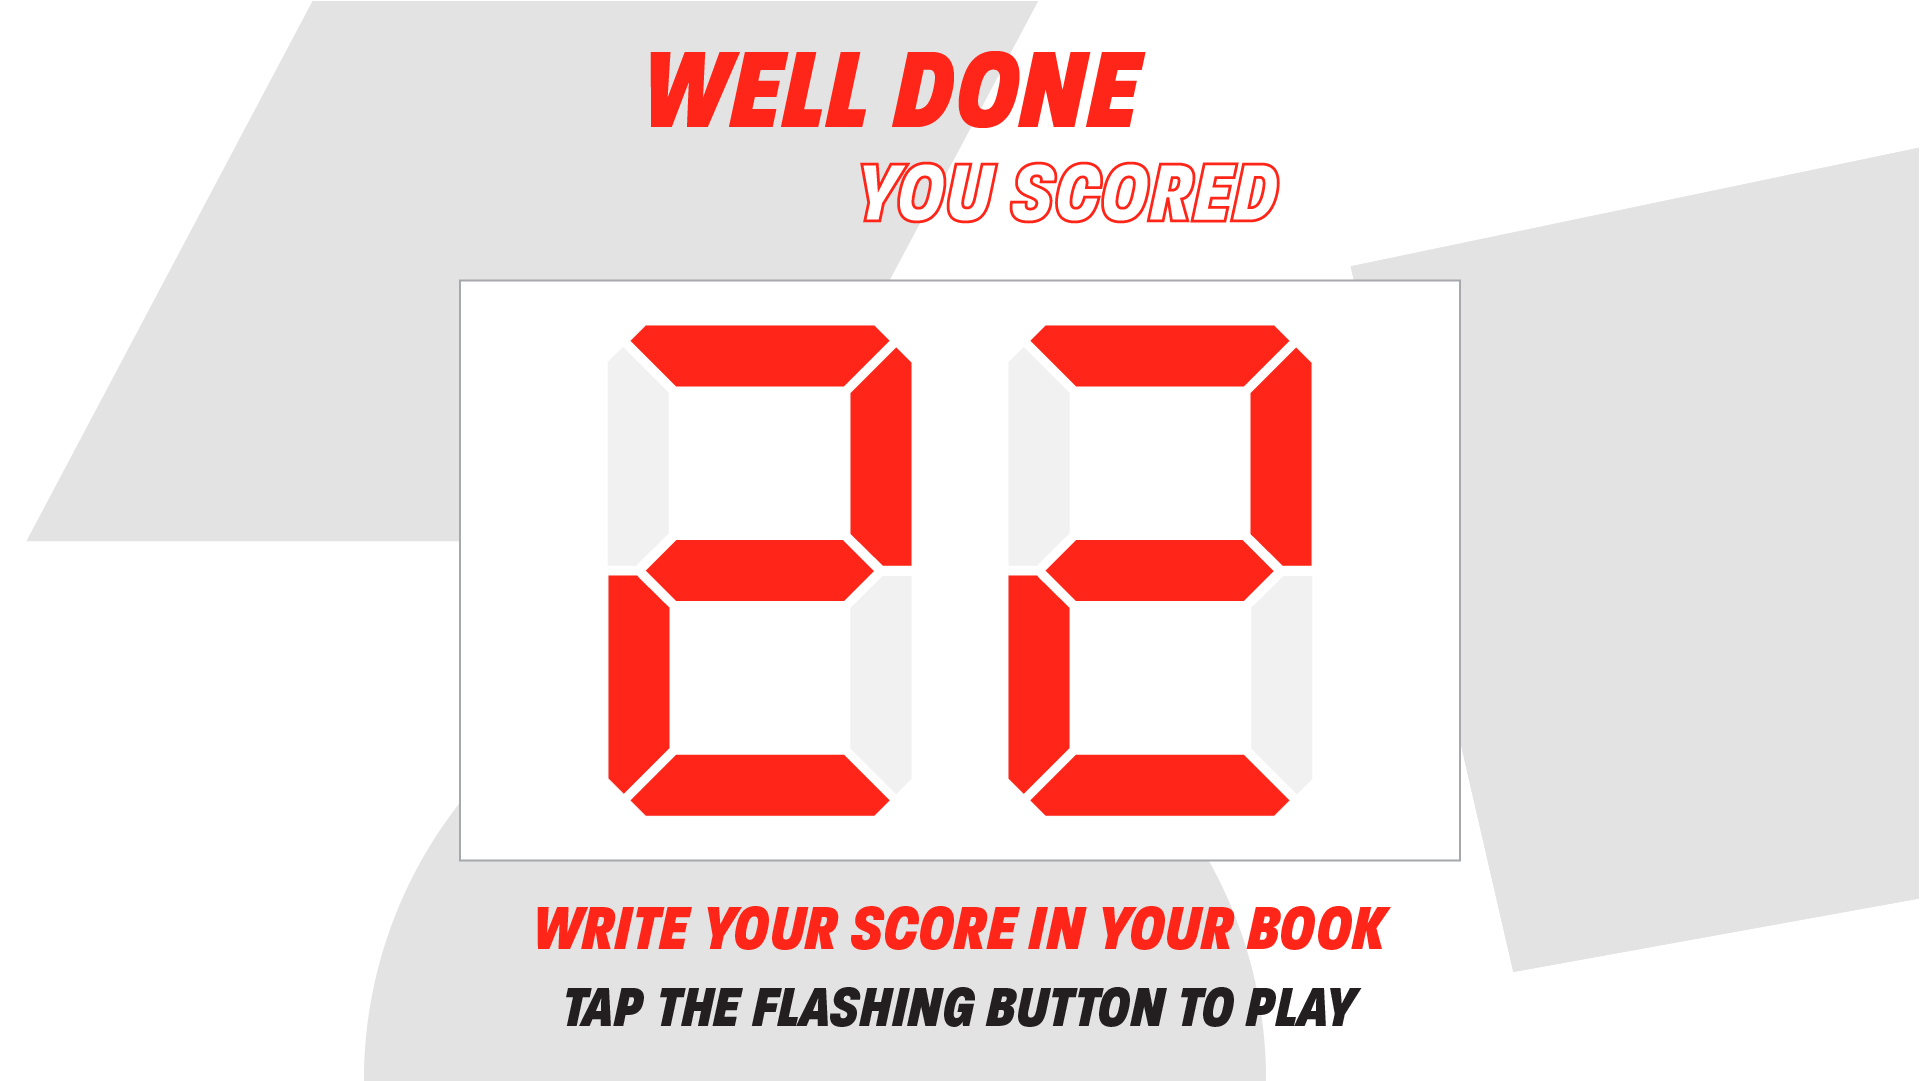 WELL DONE
YOU SCORED
22
WRITE YOUR SCORE IN YOUR BOOK
TAP THE FLASHING BUTTON TO PLAY